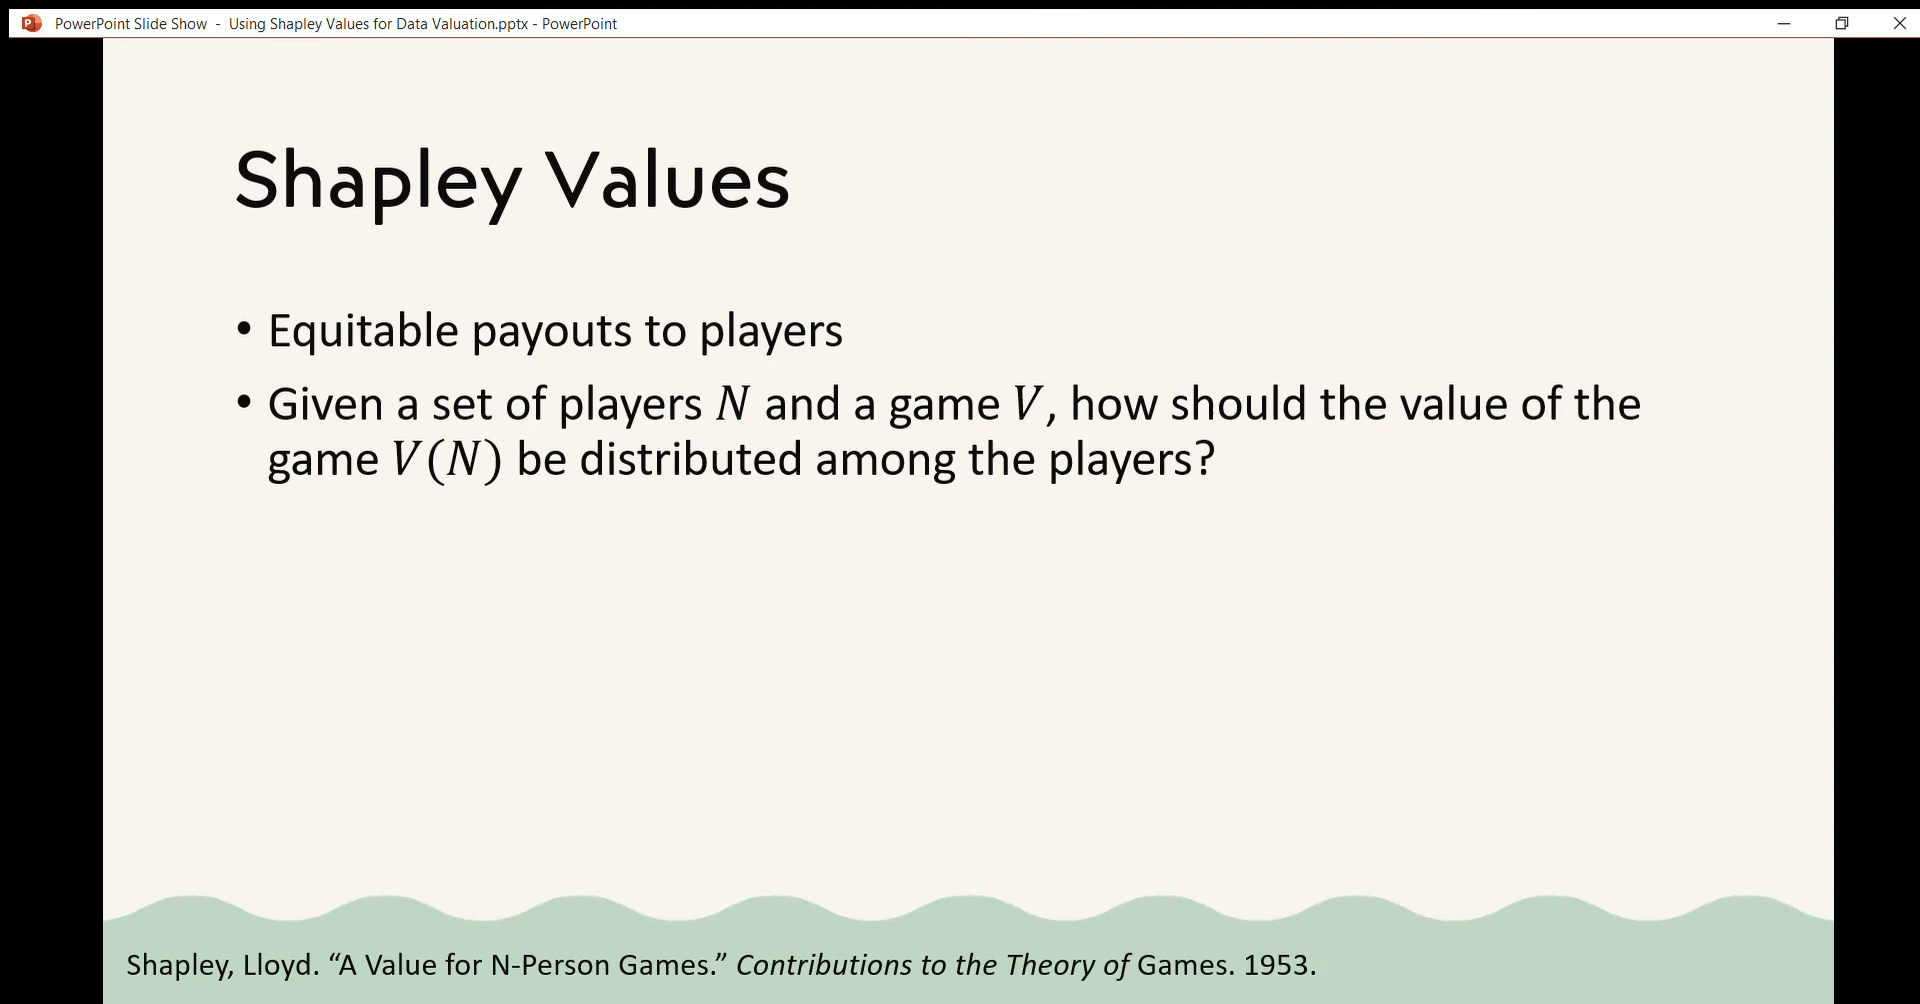 PowerPoint Slide Show - Using Shapley Values for Data Valuation.pptx - PowerPoint
Shapley Values
• Equitable payouts to players
• Given a set of players N and a game V, how should the value of the
game V(N) be distributed among the players?
Shapley, Lloyd. “A Value for N-Person Games.” Contributions to the Theory of Games. 1953.